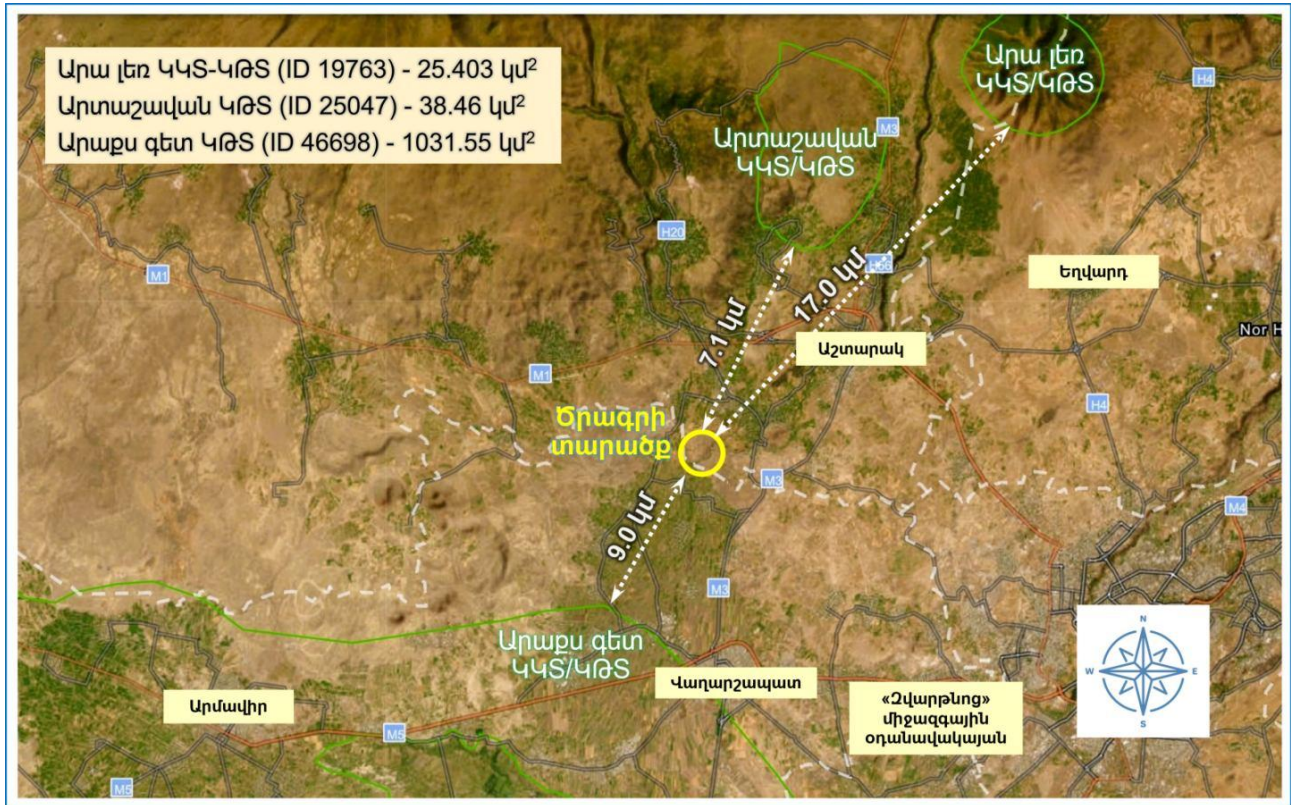 Արա լեռ ԿԿՏ-ԿԹՏ (ID 19763) - 25.403 կմ²
Արտաշավան ԿԹՏ (ID 25047) - 38.46 կմ²
Արաքս գետ ԿԹՏ (ID 46698) - 1031.55 կմ²
Արա լեռ
ԿԿՏ/ԿԹՏ
H4
M3
Արտաշավան
ԿԿՏ/ԿԹՏ
H20
M1
17.0 կմ
7.1 կմ
Եղվարդ
Nor H
Աշտարակ
M1
H4
Ծրագրի
տարածք
M3
M4
9.0 կմ
M3
Արաքս գետ
ԿԿՏ/ԿԹՏ
N
W
E
S
Վաղարշապատ
Արմավիր
«Զվարթնոց»
միջազգային
օդանավակայան
M5
M5